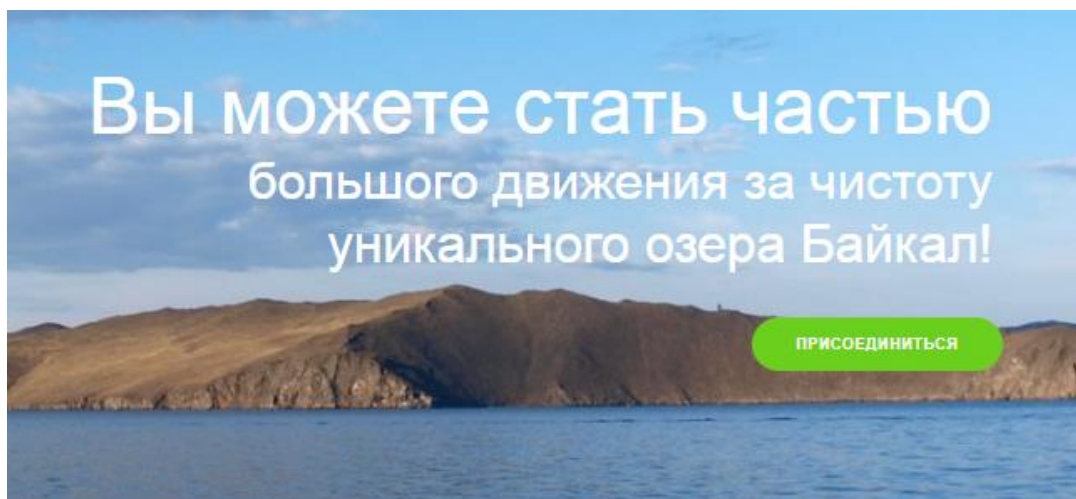 Вы можете стать частью
большого движения за чистоту
уникального озера Байкал!
ПРИСОЕДИНИТЬСЯ